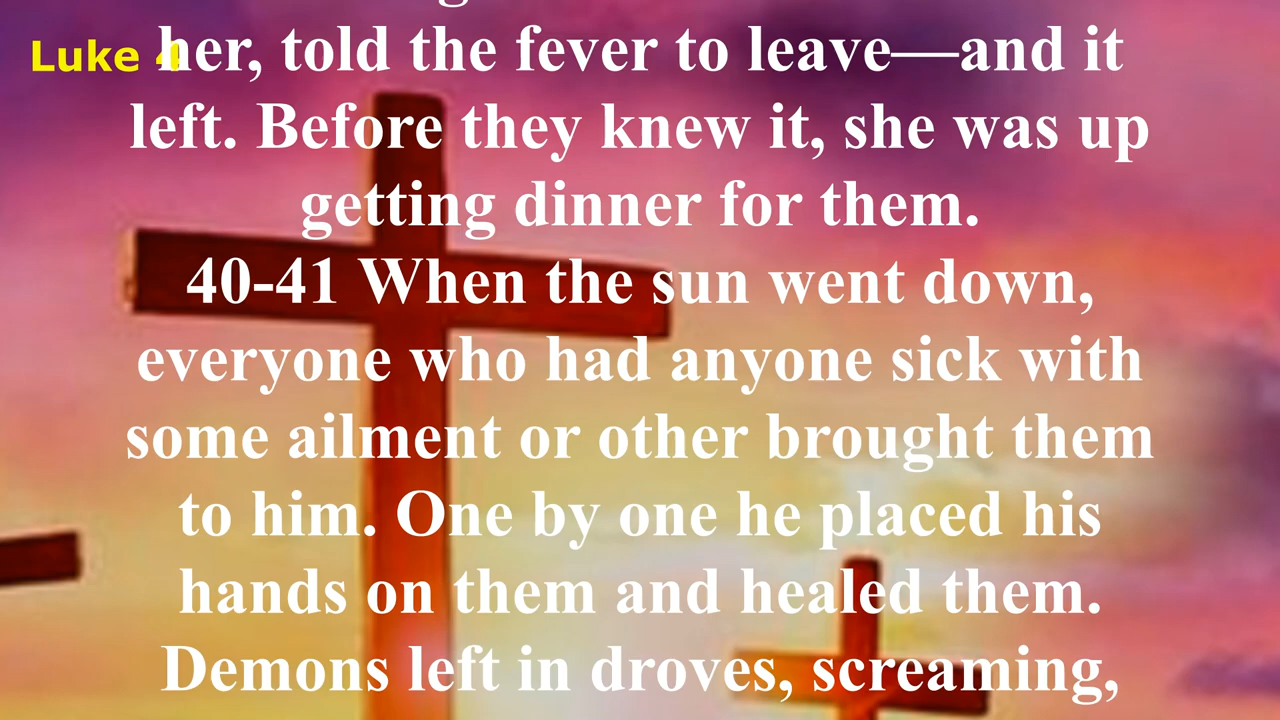 Luke 4
her, told the fever to leave—and it
left. Before they knew it, she was up
getting dinner for them.
40-41 When the sun went down,
everyone who had anyone sick with
some ailment or other brought them
to him. One by one he placed his
hands on them and healed them.
Demons left in droves, screaming,